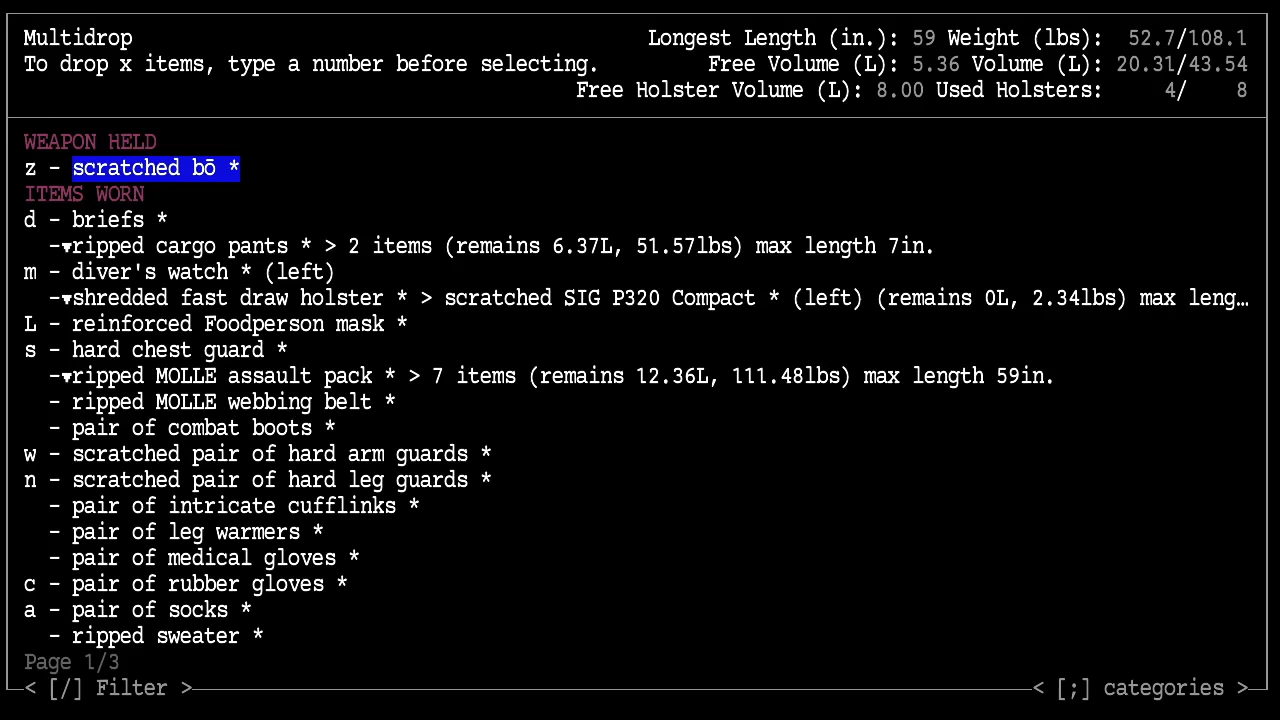 Multidrop Longest Length (in.): 59 Weight (lbs): 52.7/108.1
To drop x items, type a number before selecting. Free Volume (L): 5.36 Volume (L): 20.31/43.54
Free Holster Volume (L): 8.00 Used Holsters: 4/ 8
WEAPON HELD
z - scratched bō *
ITEMS WORN
d - briefs *
-▾ripped cargo pants * > 2 items (remains 6.37L, 51.57lbs) max length 7in.
m - diver's watch * (left)
-▾shredded fast draw holster * > scratched SIG P320 Compact * (left) (remains 0L, 2.34lbs) max leng…
L - reinforced Foodperson mask *
s - hard chest guard *
-▾ripped MOLLE assault pack * > 7 items (remains 12.36L, 111.48lbs) max length 59in.
- ripped MOLLE webbing belt *
- pair of combat boots *
w - scratched pair of hard arm guards *
n - scratched pair of hard leg guards *
- pair of intricate cufflinks *
- pair of leg warmers *
- pair of medical gloves *
c - pair of rubber gloves *
a - pair of socks *
- ripped sweater *
Page 1/3
< [/] Filter > < [;] categories >